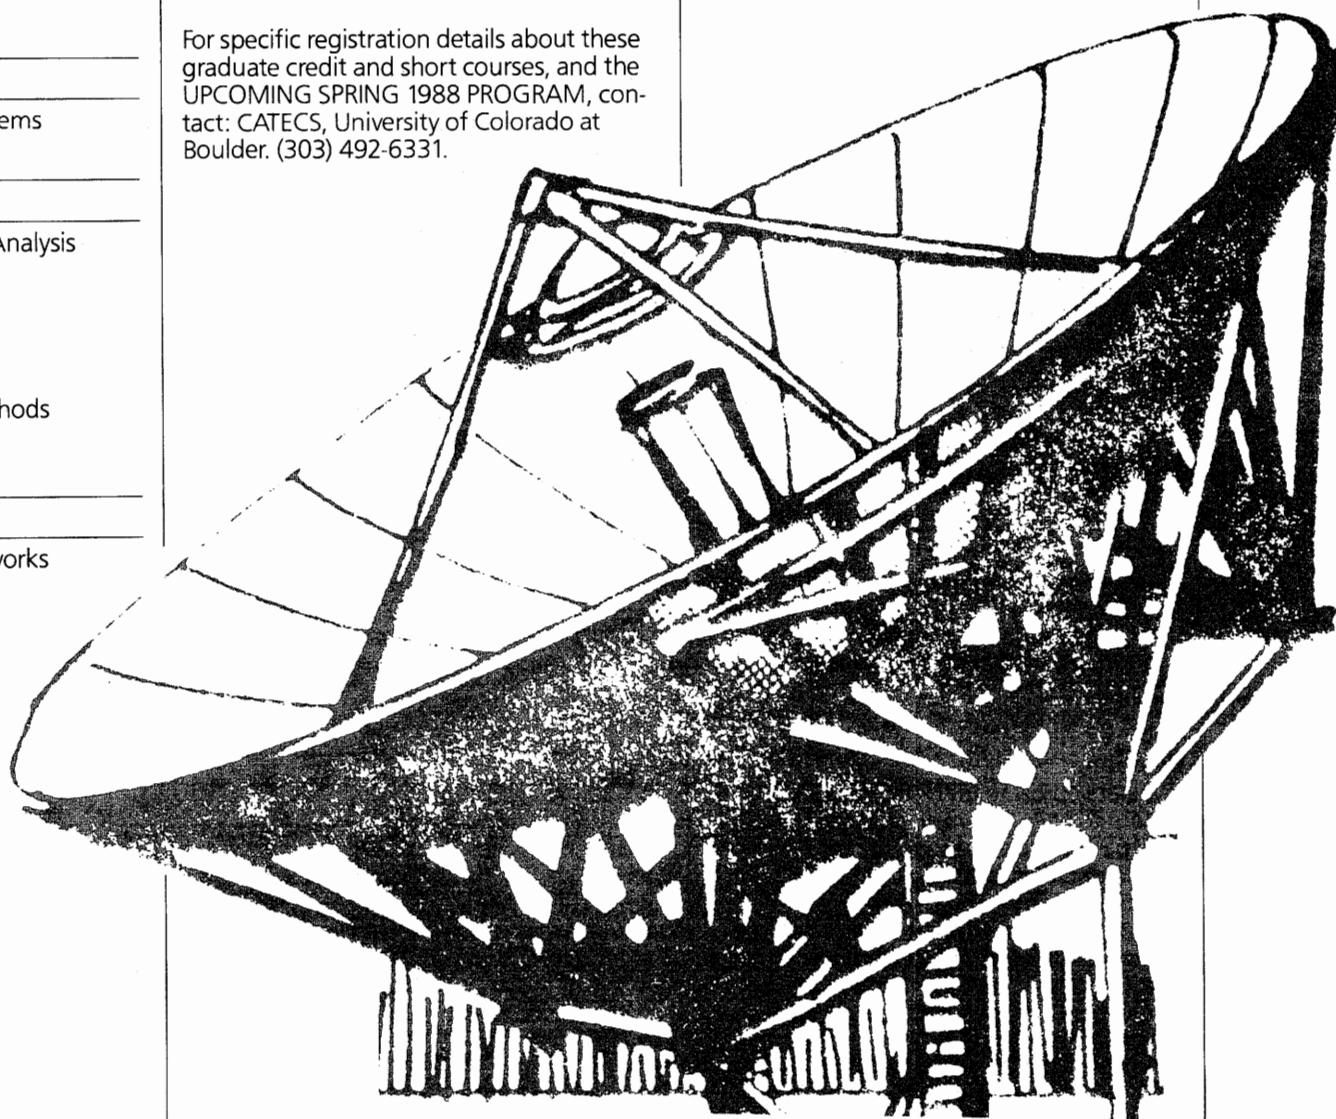 For specific registration details about these
graduate credit and short courses, and the
UPCOMING SPRING 1988 PROGRAM, con-
tact: CATECS, University of Colorado at
Boulder. (303) 492-6331.
ems
Analysis
hods
vorks